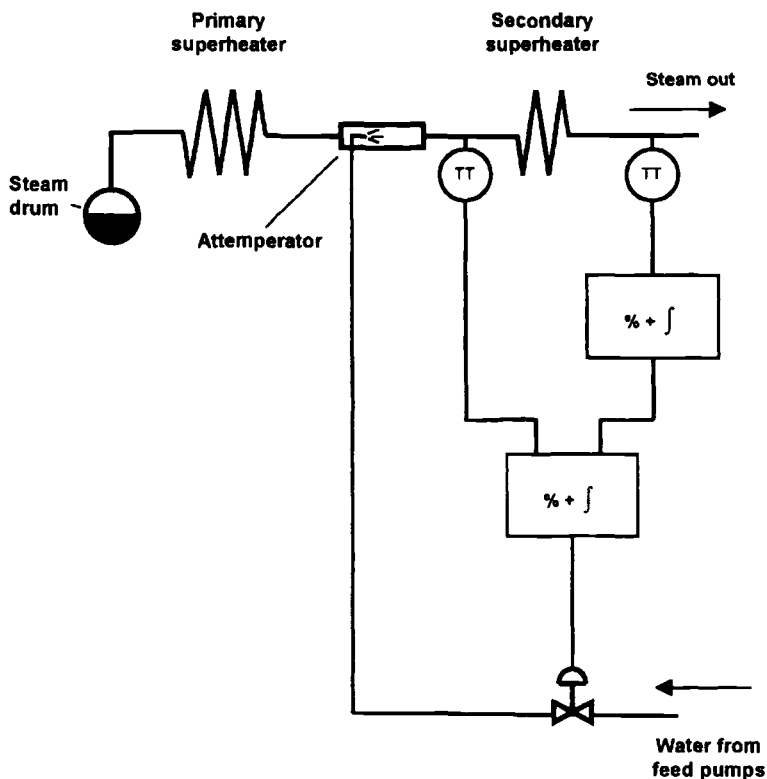 Primary
superheater
Secondary
superheater
Steam out
Steam
drum
TT
TT
Attemperator
% + ∫
% + ∫
Water from
feed pumps